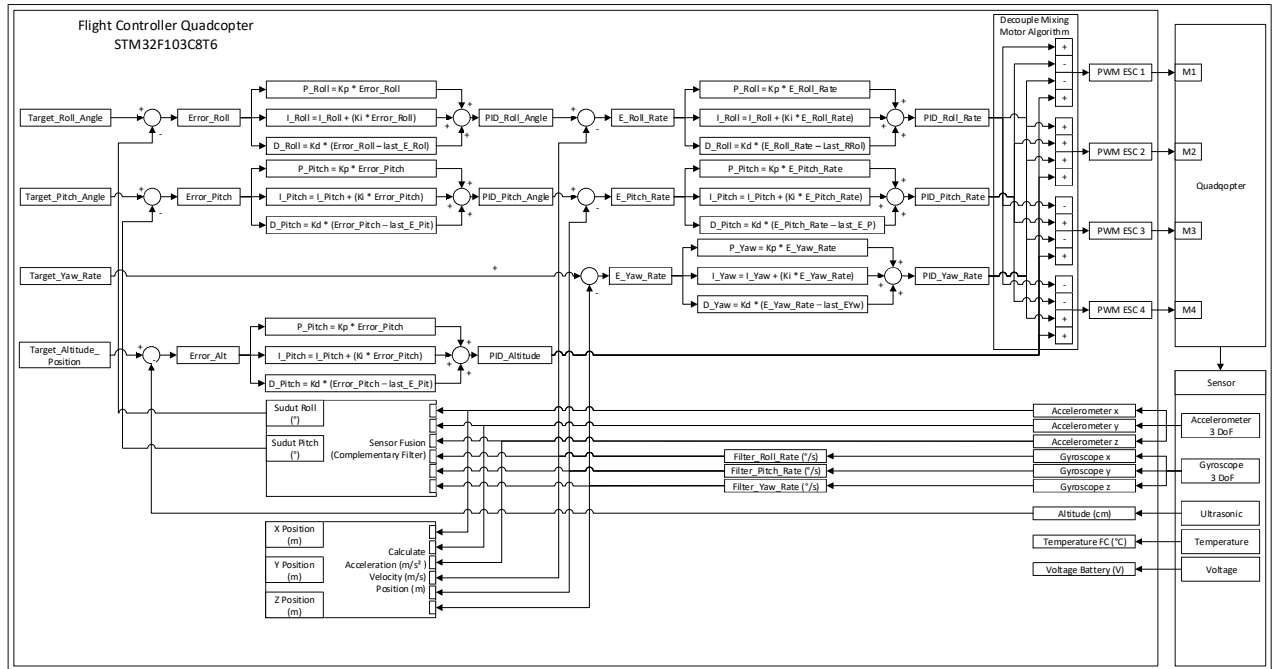 Flight Controller Quadcopter
STM32F103C8T6
Decouple Mixing
Motor Algorithm
Target_Roll_Angle
+
-
Error_Roll
P_Roll = Kp * Error_Roll
I_Roll = I_Roll + (Ki * Error_Roll)
D_Roll = Kd * (Error_Roll – last_E_Rol)
+
+
+
PID_Roll_Angle
+
-
E_Roll_Rate
P_Roll = Kp * E_Roll_Rate
I_Roll = I_Roll + (Ki * E_Roll_Rate)
D_Roll = Kd * (E_Roll_Rate – Last_RRol)
+
+
+
PID_Roll_Rate
+
-
-
+
PWM ESC 1
M1
Target_Pitch_Angle
+
-
Error_Pitch
P_Pitch = Kp * Error_Pitch
I_Pitch = I_Pitch + (Ki * Error_Pitch)
D_Pitch = Kd * (Error_Pitch – last_E_Pit)
+
+
+
PID_Pitch_Angle
+
-
E_Pitch_Rate
P_Pitch = Kp * E_Pitch_Rate
I_Pitch = I_Pitch + (Ki * E_Pitch_Rate)
D_Pitch = Kd * (E_Pitch_Rate – last_E_P)
+
+
+
PID_Pitch_Rate
+
+
+
+
PWM ESC 2
M2
Quadqopter
Target_Yaw_Rate
+
-
E_Yaw_Rate
P_Yaw = Kp * E_Yaw_Rate
I_Yaw = I_Yaw + (Ki * E_Yaw_Rate)
D_Yaw = Kd * (E_Yaw_Rate – last_EYw)
+
+
+
PID_Yaw_Rate
-
+
-
+
PWM ESC 3
M3
Target_Altitude_
Position
+
-
Error_Alt
P_Pitch = Kp * Error_Pitch
I_Pitch = I_Pitch + (Ki * Error_Pitch)
D_Pitch = Kd * (Error_Pitch – last_E_Pit)
+
+
+
PID_Altitude
-
-
+
+
PWM ESC 4
M4
Sensor
Sudut Roll
(°)
Sudut Pitch
(°)
Sensor Fusion
(Complementary Filter)
Filter_Roll_Rate (°/s)
Filter_Pitch_Rate (°/s)
Filter_Yaw_Rate (°/s)
Accelerometer x
Accelerometer y
Accelerometer z
Gyroscope x
Gyroscope y
Gyroscope z
Altitude (cm)
Temperature FC (°C)
Voltage Battery (V)
Accelerometer
3 DoF
Gyroscope
3 DoF
Ultrasonic
Temperature
Voltage
X Position
(m)
Y Position
(m)
Z Position
(m)
Calculate
Acceleration (m/s² )
Velocity (m/s)
Position (m)